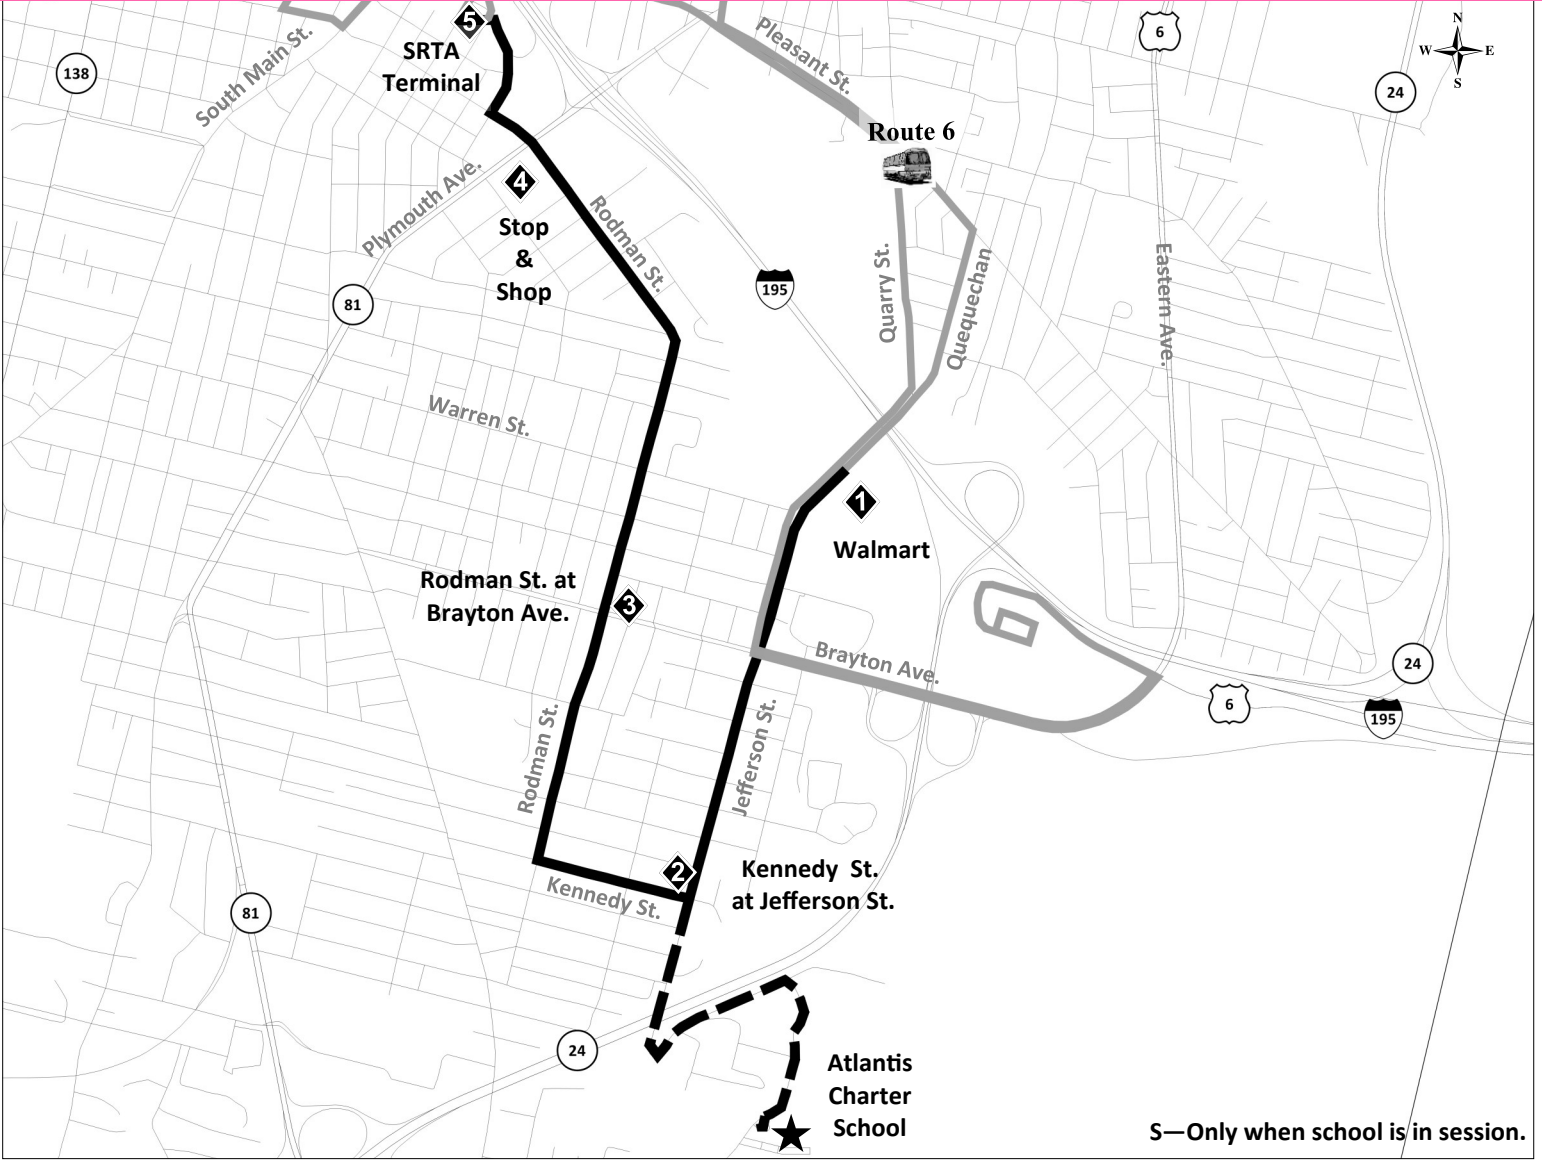 5
SRTA
Terminal
138
South Main St.
Pleasant St.
6
N
W E
S
24
Route 6
4
Plymouth Ave.
Stop
&
Shop
Rodman St.
81
195
Quarry St.
Quequechan
Eastern Ave.
Warren St.
1
Walmart
Rodman St. at
Brayton Ave.
3
Brayton Ave.
24
6
195
Rodman St.
Jefferson St.
2
Kennedy St.
at Jefferson St.
Kennedy St.
81
24
Atlantis
Charter
School
S—Only when school is in session.